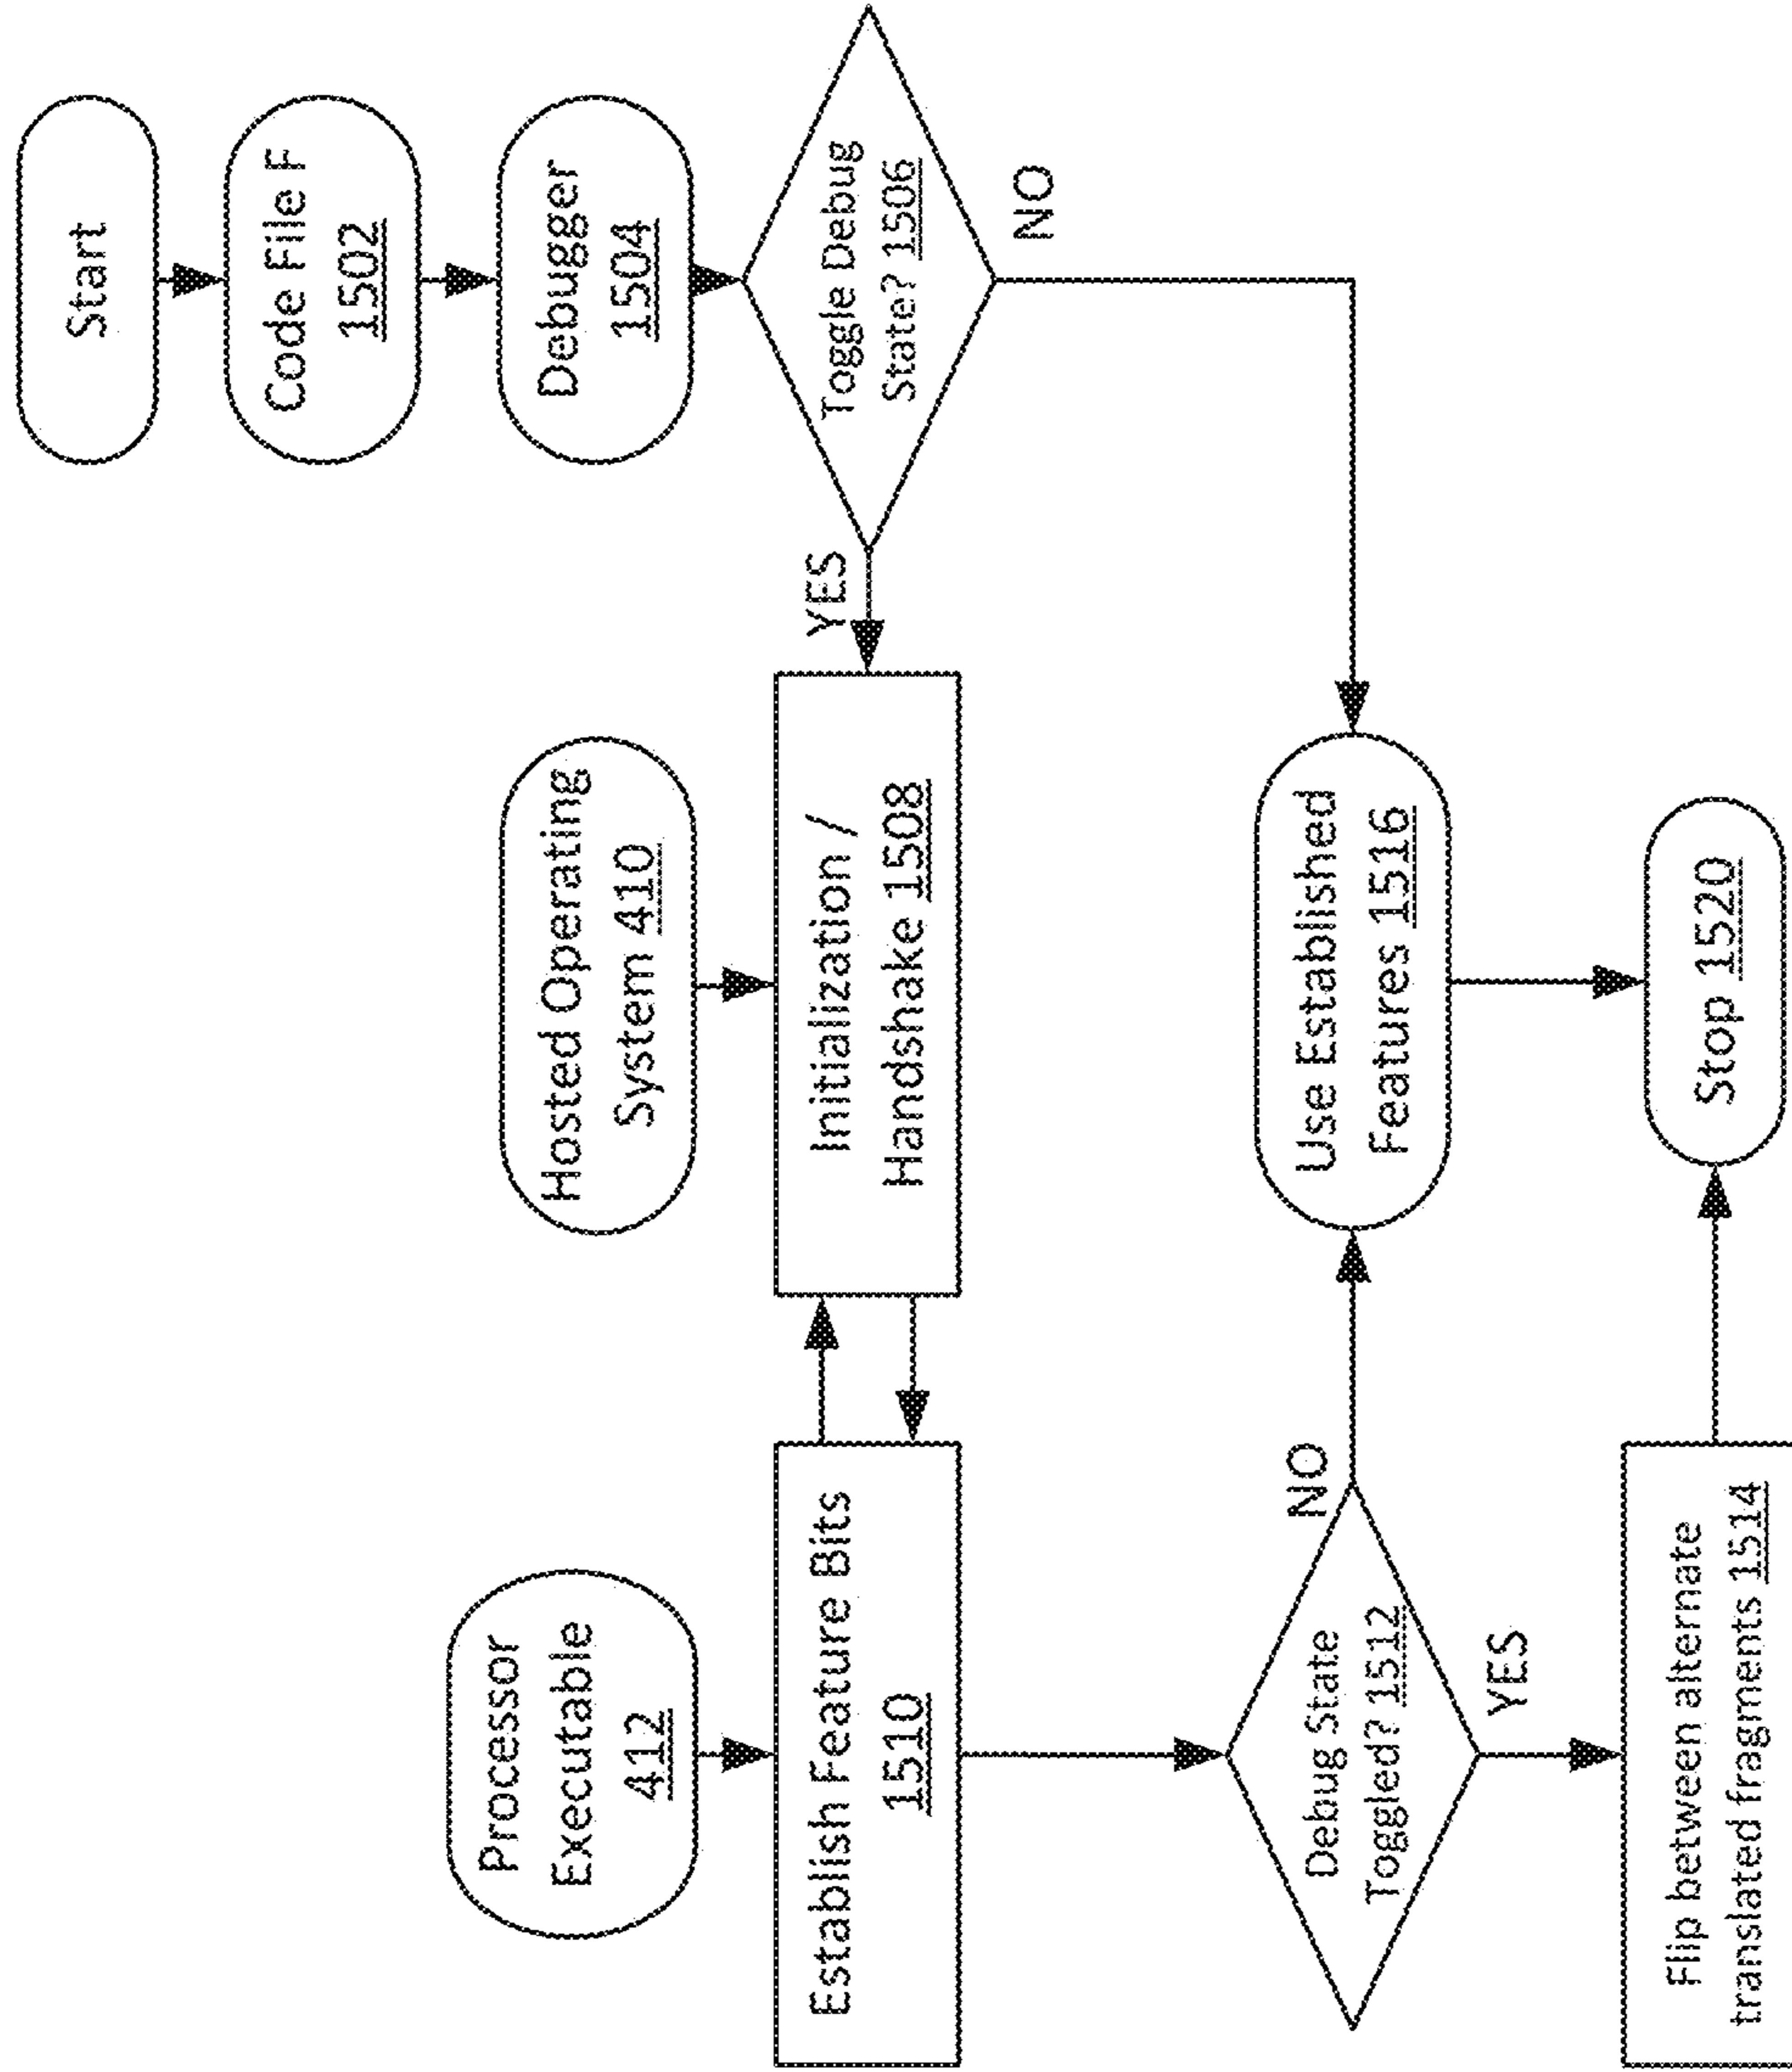 Start
Code File F
1502
Debugger
1504
Toggle Debug
State? 1506
YES
NO
Hosted Operating
System 410
Initialization /
Handshake 1508
Processor
Executable
412
Establish Feature Bits
1510
Debug State
Toggled? 1512
NO
YES
Use Established
Features 1516
Flip between alternate
translated fragments 1514
Stop 1520